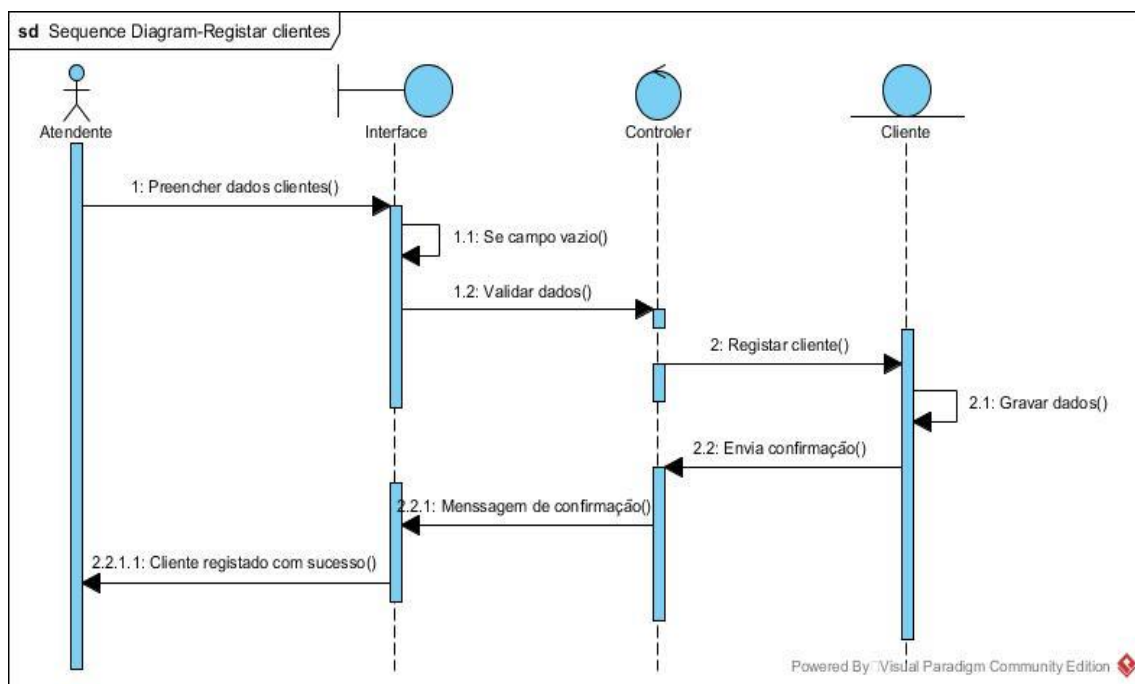 sd Sequence Diagram-Registar clientes
Atendente
Interface
Controler
Cliente
1: Preencher dados clientes()
1.1: Se campo vazio()
1.2: Validar dados()
2: Registar cliente()
2.1: Gravar dados()
2.2: Envia confirmação()
2.2.1: Menssagem de confirmação()
2.2.1.1: Cliente registado com sucesso()
Powered By Visual Paradigm Community Edition